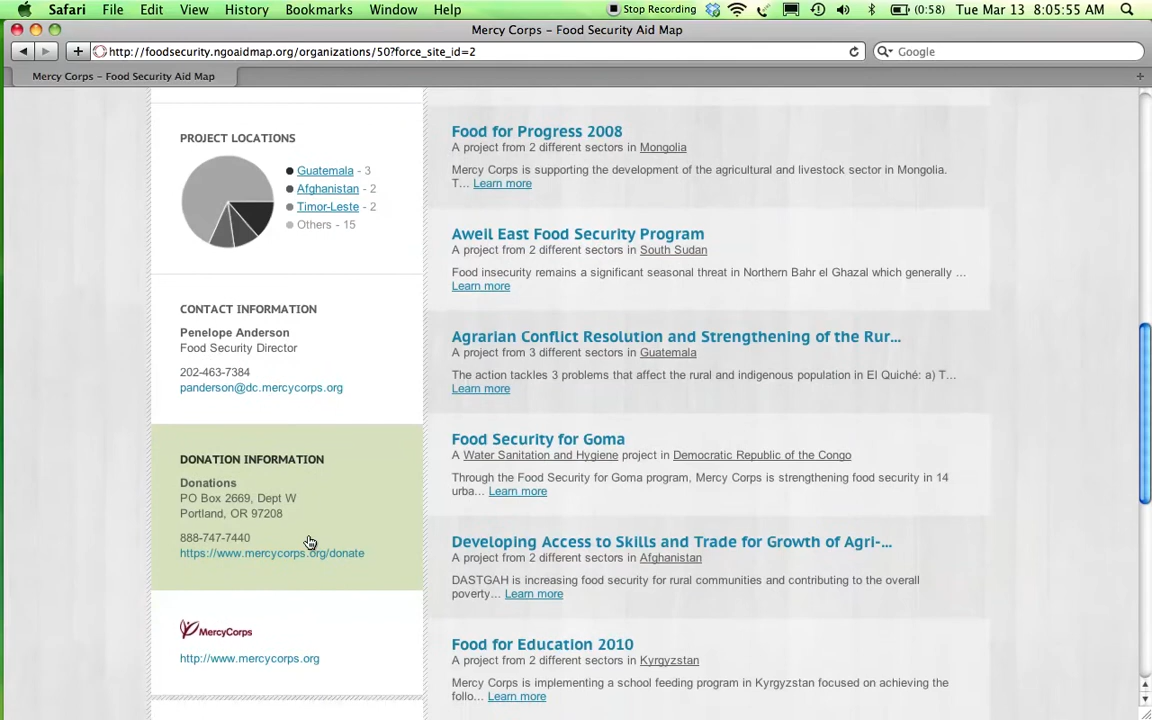 Safari File Edit View History Bookmarks Window Help Stop Recording (0:58) Tue Mar 13 8:05:55 AM
Mercy Corps – Food Security Aid Map
http://foodsecurity.ngoaidmap.org/organizations/50?force_site_id=2
Google
Mercy Corps – Food Security Aid Map
PROJECT LOCATIONS
Guatemala - 3
Afghanistan - 2
Timor-Leste - 2
Others - 15
CONTACT INFORMATION
Penelope Anderson
Food Security Director
202-463-7384
panderson@dc.mercycorps.org
DONATION INFORMATION
Donations
PO Box 2669, Dept W
Portland, OR 97208
888-747-7440
https://www.mercycorps.org/donate
MercyCorps
http://www.mercycorps.org
Food for Progress 2008
A project from 2 different sectors in Mongolia
Mercy Corps is supporting the development of the agricultural and livestock sector in Mongolia.
T... Learn more
Aweil East Food Security Program
A project from 2 different sectors in South Sudan
Food insecurity remains a significant seasonal threat in Northern Bahr el Ghazal which generally ...
Learn more
Agrarian Conflict Resolution and Strengthening of the Rur...
A project from 3 different sectors in Guatemala
The action tackles 3 problems that affect the rural and indigenous population in El Quiché: a) T...
Learn more
Food Security for Goma
A Water Sanitation and Hygiene project in Democratic Republic of the Congo
Through the Food Security for Goma program, Mercy Corps is strengthening food security in 14
urba... Learn more
Developing Access to Skills and Trade for Growth of Agri-...
A project from 2 different sectors in Afghanistan
DASTGAH is increasing food security for rural communities and contributing to the overall
poverty... Learn more
Food for Education 2010
A project from 2 different sectors in Kyrgyzstan
Mercy Corps is implementing a school feeding program in Kyrgyzstan focused on achieving the
follo... Learn more